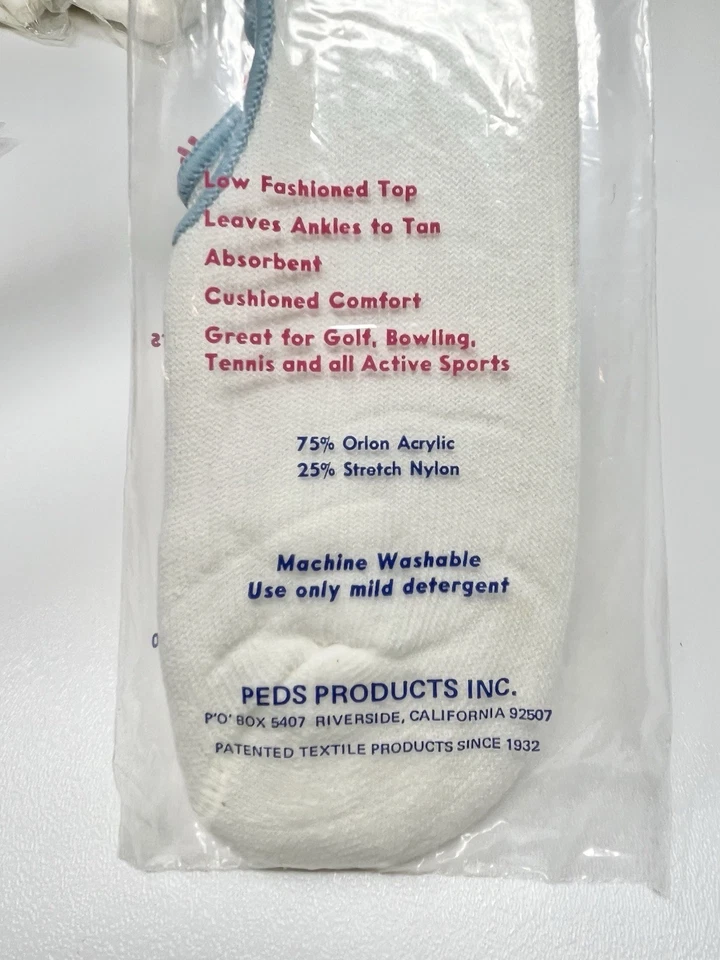 Low Fashioned Top
Leaves Ankles to Tan
Absorbent
Cushioned Comfort
Great for Golf, Bowling,
Tennis and all Active Sports
75% Orlon Acrylic
25% Stretch Nylon
Machine Washable
Use only mild detergent
PEDS PRODUCTS INC.
P'O' BOX 5407 RIVERSIDE, CALIFORNIA 92507
PATENTED TEXTILE PRODUCTS SINCE 1932